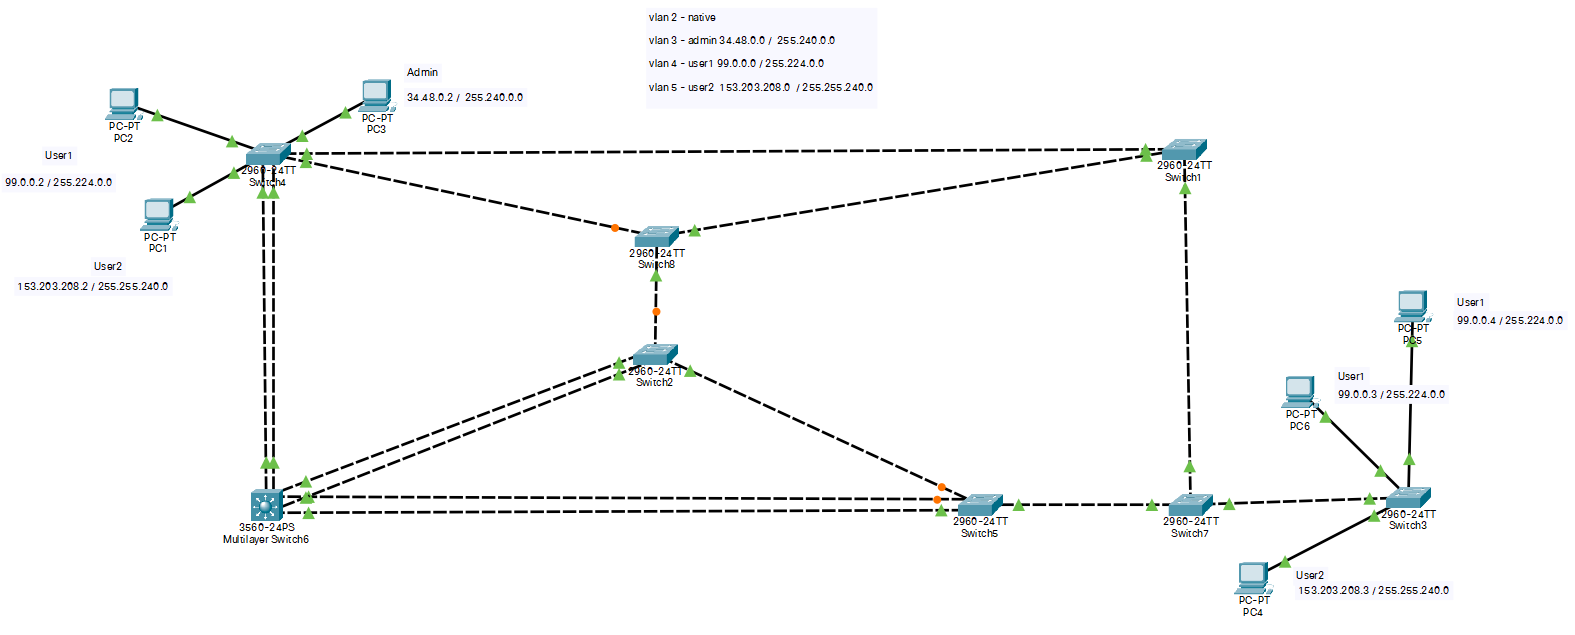 vlan 2 - native
vlan 3 - admin 34.48.0.0 / 255.240.0.0
vlan 4 - user1 99.0.0.0 / 255.224.0.0
vlan 5 - user2 153.203.208.0 / 255.255.240.0
Admin
34.48.0.2 / 255.240.0.0
PC-PT
PC2
PC-PT
PC3
User1
99.0.0.2 / 255.224.0.0
2960-24TT
Switch4
2960-24TT
Switch1
PC-PT
PC1
User2
153.203.208.2 / 255.255.240.0
2960-24TT
Switch8
User1
99.0.0.4 / 255.224.0.0
PC-PT
PC5
2960-24TT
Switch2
User1
99.0.0.3 / 255.224.0.0
PC-PT
PC6
3560-24PS
Multilayer Switch6
2960-24TT
Switch5
2960-24TT
Switch7
2960-24TT
Switch3
User2
153.203.208.3 / 255.255.240.0
PC-PT
PC4